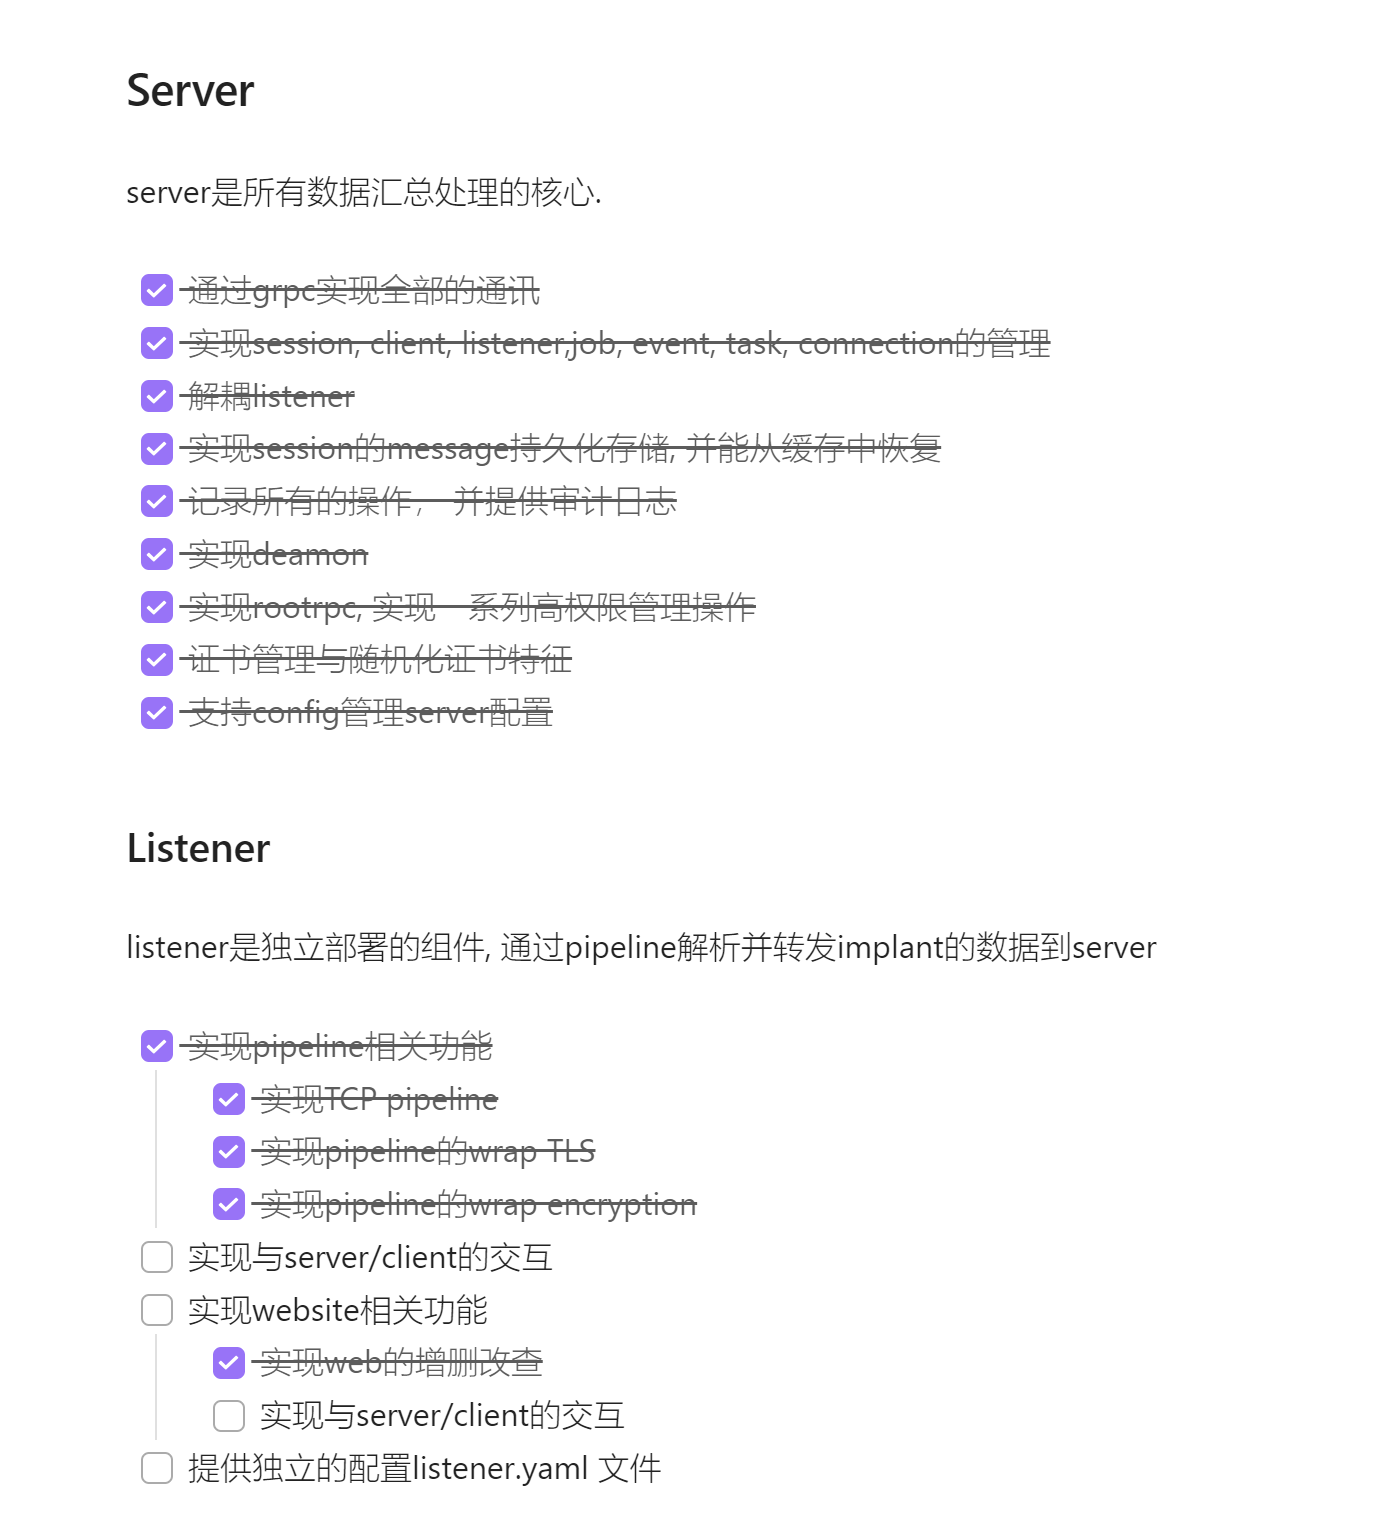 Server
server是所有数据汇总处理的核心.
通过grpc实现全部的通讯
实现session, client, listener,job, event, task, connection的管理
解耦listener
实现session的message持久化存储, 并能从缓存中恢复
记录所有的操作， 并提供审计日志
实现deamon
实现rootrpc, 实现一系列高权限管理操作
证书管理与随机化证书特征
支持config管理server配置
Listener
listener是独立部署的组件, 通过pipeline解析并转发implant的数据到server
实现pipeline相关功能
实现TCP pipeline
实现pipeline的wrap TLS
实现pipeline的wrap encryption
实现与server/client的交互
实现website相关功能
实现web的增删改查
实现与server/client的交互
提供独立的配置listener.yaml 文件